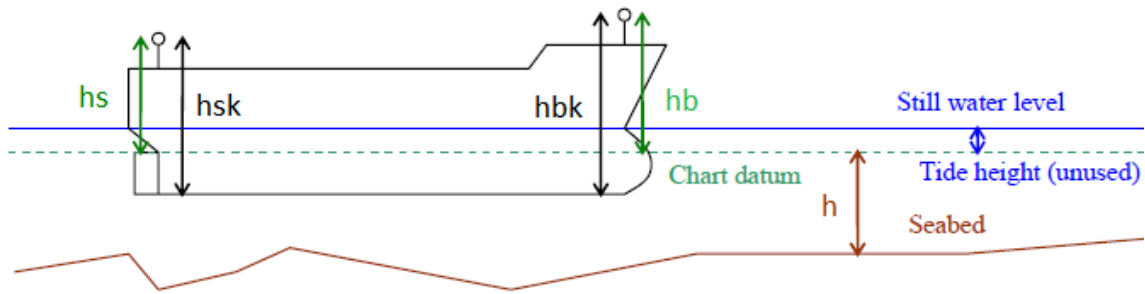 hs
hsk
hbk
hb
Still water level
Chart datum
Tide height (unused)
h
Seabed